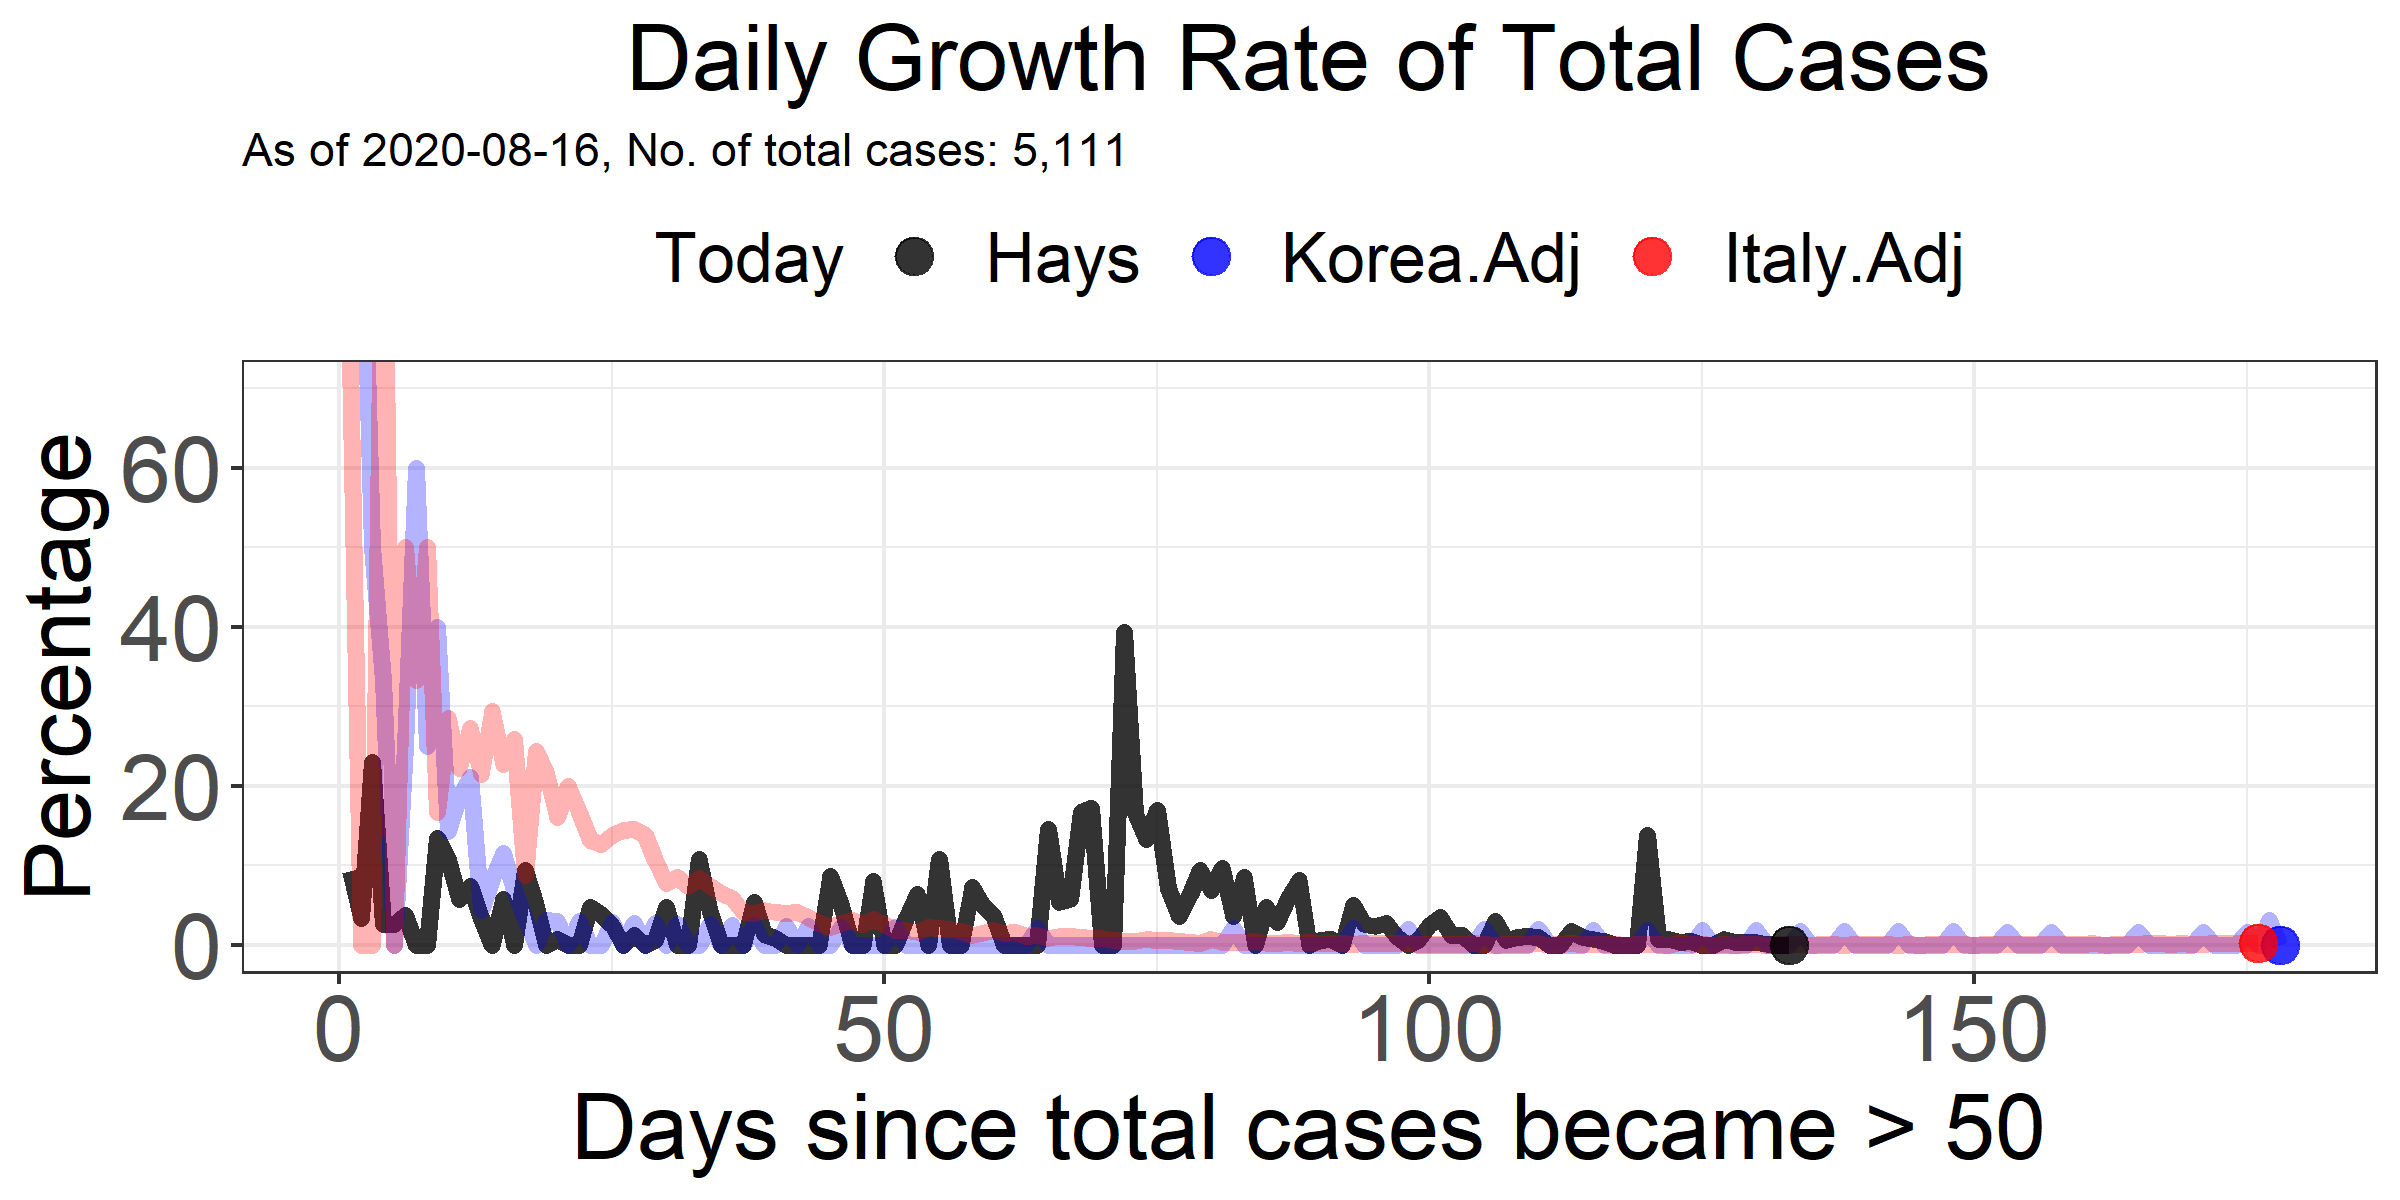 Daily Growth Rate of Total Cases
As of 2020-08-16, No. of total cases: 5,111
Today Hays Korea.Adj Italy.Adj
Percentage
60
40
20
0
0 50 100 150
Days since total cases became > 50